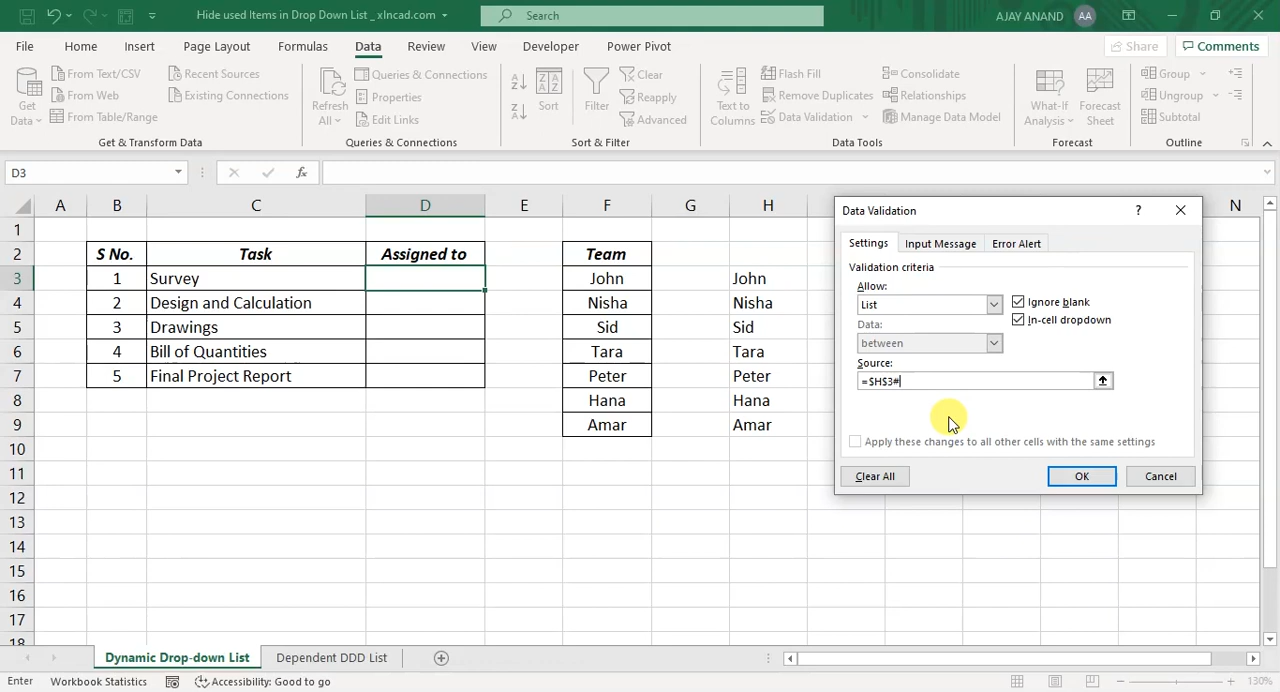 Hide used Items in Drop Down List _ xlncad.com
Search
AJAY ANAND AA
File Home Insert Page Layout Formulas Data Review View Developer Power Pivot Share Comments
Get Data
From Text/CSV
From Web
From Table/Range
Recent Sources
Existing Connections
Get & Transform Data
Refresh All
Queries & Connections
Properties
Edit Links
Queries & Connections
Sort
Filter
Clear
Reapply
Advanced
Sort & Filter
Text to Columns
Flash Fill
Remove Duplicates
Data Validation
Consolidate
Relationships
Manage Data Model
Data Tools
What-If Analysis
Forecast Sheet
Forecast
Group
Ungroup
Subtotal
Outline
D3 fx
A B C D E F G H N
1
2 S No. Task Assigned to Team
3 1 Survey John John
4 2 Design and Calculation Nisha Nisha
5 3 Drawings Sid Sid
6 4 Bill of Quantities Tara Tara
7 5 Final Project Report Peter Peter
8 Hana Hana
9 Amar Amar
10
11
12
13
14
15
16
17
18
Data Validation ?
Settings Input Message Error Alert
Validation criteria
Allow:
List Ignore blank
Data: In-cell dropdown
between
Source:
=$H$3#
Apply these changes to all other cells with the same settings
Clear All OK Cancel
Dynamic Drop-down List Dependent DDD List
Enter Workbook Statistics Accessibility: Good to go 130%